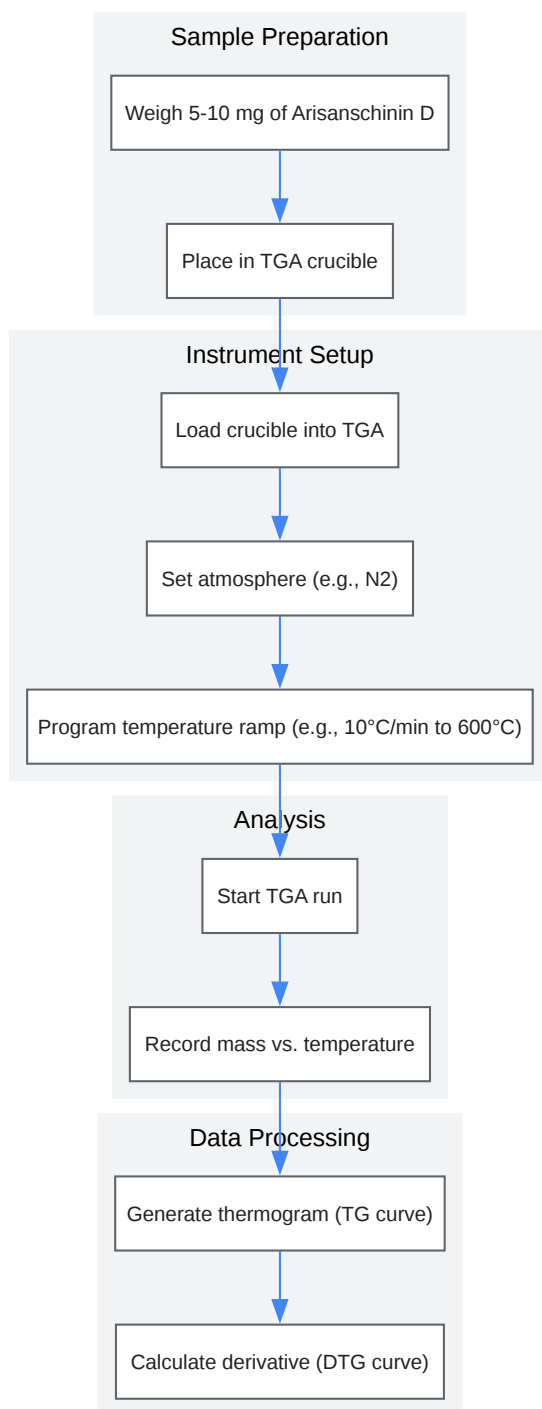 Sample Preparation
Weigh 5-10 mg of Arisanschinin D
Place in TGA crucible
Instrument Setup
Load crucible into TGA
Set atmosphere (e.g., N2)
Program temperature ramp (e.g., 10°C/min to 600°C)
Analysis
Start TGA run
Record mass vs. temperature
Data Processing
Generate thermogram (TG curve)
Calculate derivative (DTG curve)